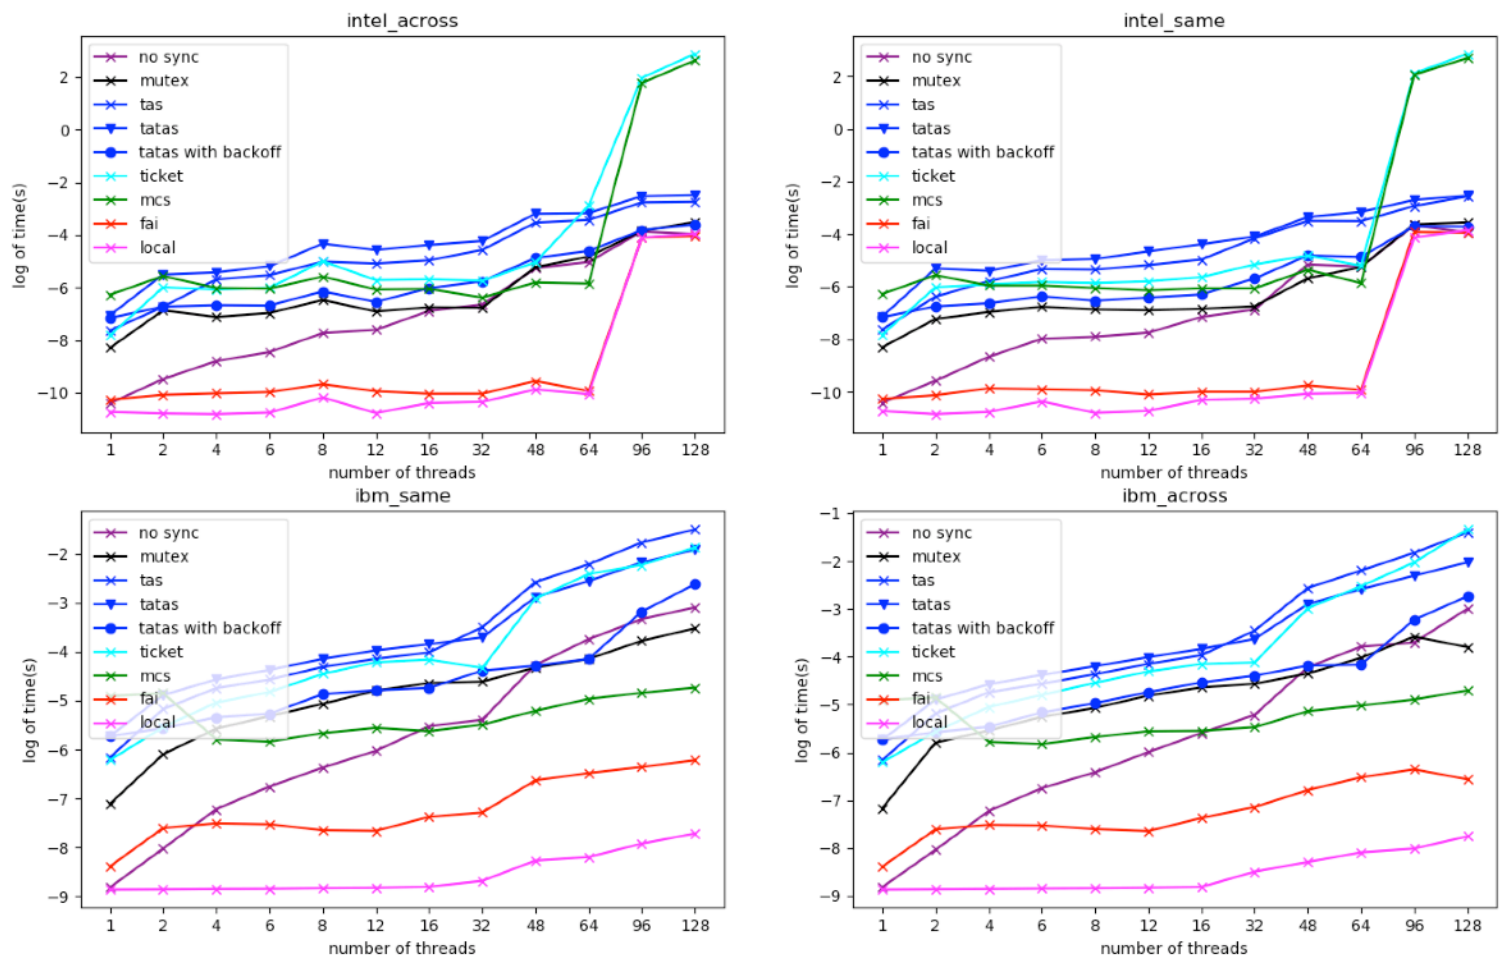 intel_across
log of time(s)
2
0
−2
−4
−6
−8
−10
no sync
mutex
tas
tatas
tatas with backoff
ticket
mcs
fai
local
1 2 4 6 8 12 16 32 48 64 96 128
number of threads
intel_same
log of time(s)
2
0
−2
−4
−6
−8
−10
no sync
mutex
tas
tatas
tatas with backoff
ticket
mcs
fai
local
1 2 4 6 8 12 16 32 48 64 96 128
number of threads
ibm_same
log of time(s)
−2
−3
−4
−5
−6
−7
−8
−9
no sync
mutex
tas
tatas
tatas with backoff
ticket
mcs
fai
local
1 2 4 6 8 12 16 32 48 64 96 128
number of threads
ibm_across
log of time(s)
−1
−2
−3
−4
−5
−6
−7
−8
−9
no sync
mutex
tas
tatas
tatas with backoff
ticket
mcs
fai
local
1 2 4 6 8 12 16 32 48 64 96 128
number of threads